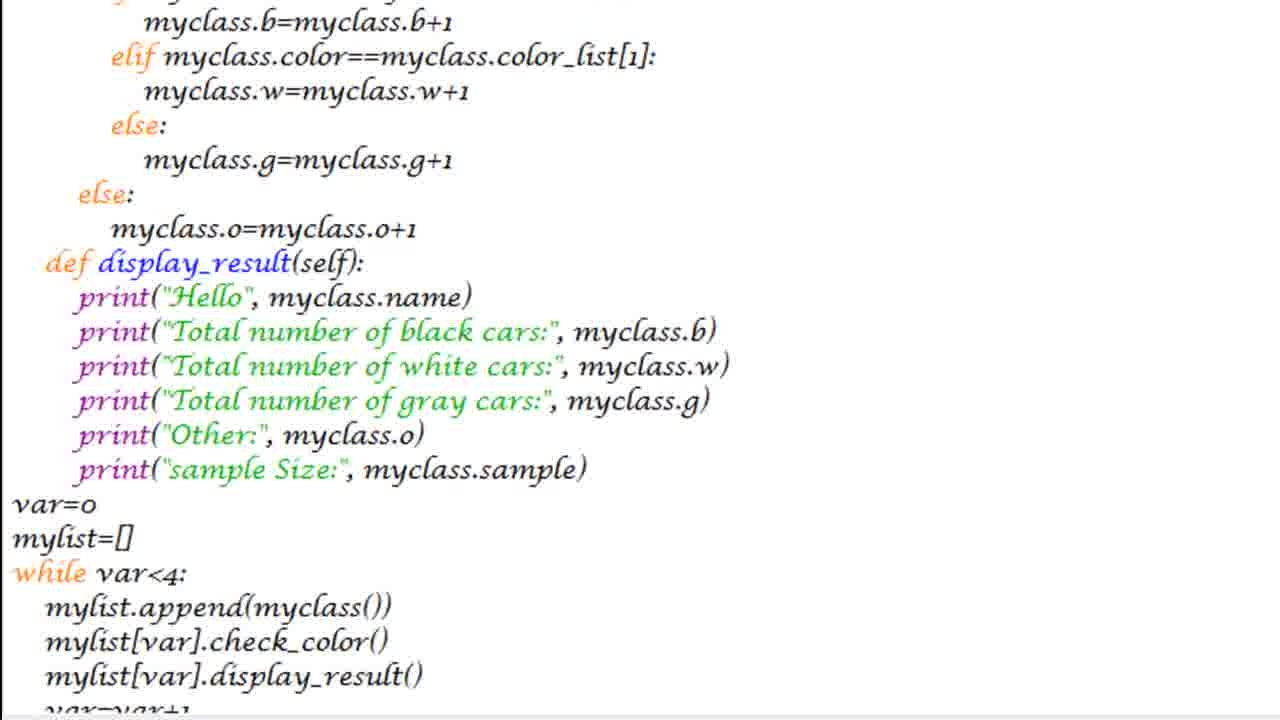 myclass.b=myclass.b+1
elif myclass.color==myclass.color_list[1]:
myclass.w=myclass.w+1
else:
myclass.g=myclass.g+1
else:
myclass.o=myclass.o+1
def display_result(self):
print("Hello", myclass.name)
print("Total number of black cars:", myclass.b)
print("Total number of white cars:", myclass.w)
print("Total number of gray cars:", myclass.g)
print("Other:", myclass.o)
print("sample Size:", myclass.sample)
var=0
mylist=[]
while var<4:
mylist.append(myclass())
mylist[var].check_color()
mylist[var].display_result()
var=var+1